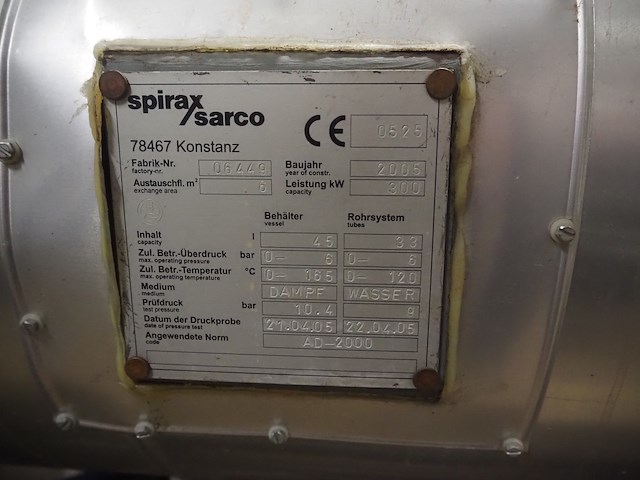 spirax
sarco
CE 0525
78467 Konstanz
Fabrik-Nr. 06449 Baujahr 2005
factory-nr. year of constr.
Austauschfl. m² 6 Leistung kW 300
exchange area capacity
Behälter Rohrsystem
vessel tubes
Inhalt l 45 33
capacity
Zul. Betr.-Überdruck bar 0- 6 0- 6
max. operating pressure
Zul. Betr.-Temperatur °C 0- 165 0- 120
max. operating temperature
Medium DAMPF WASSER
medium
Prüfdruck bar 10.4 9
test pressure
Datum der Druckprobe 21.04.05 22.04.05
date of pressure test
Angewendete Norm AD-2000
code